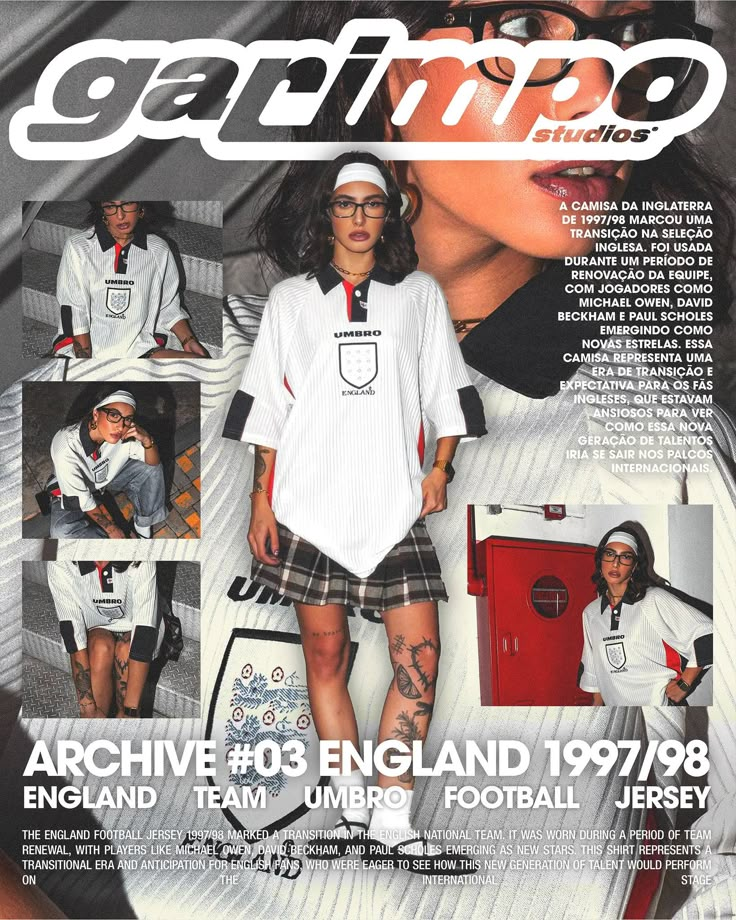 garimpo
studios
A CAMISA DA INGLATERRA
DE 1997/98 MARCOU UMA
TRANSIÇÃO NA SELEÇÃO
INGLESA. FOI USADA
DURANTE UM PERÍODO DE
RENOVAÇÃO DA EQUIPE,
COM JOGADORES COMO
MICHAEL OWEN, DAVID
BECKHAM E PAUL SCHOLES
EMERGINDO COMO
NOVAS ESTRELAS. ESSA
CAMISA REPRESENTA UMA
ERA DE TRANSIÇÃO E
EXPECTATIVA PARA OS FÃS
INGLESES, QUE ESTAVAM
ANSIOSOS PARA VER
COMO ESSA NOVA
GERAÇÃO DE TALENTOS
IRIA SE SAIR NOS PALCOS
INTERNACIONAIS.
UMBRO
ENGLAND
UMBRO
ENGLAND
UMBRO
UMBRO
ARCHIVE #03 ENGLAND 1997/98
ENGLAND TEAM UMBRO FOOTBALL JERSEY
THE ENGLAND FOOTBALL JERSEY 1997/98 MARKED A TRANSITION IN THE ENGLISH NATIONAL TEAM. IT WAS WORN DURING A PERIOD OF TEAM
RENEWAL, WITH PLAYERS LIKE MICHAEL OWEN, DAVID BECKHAM, AND PAUL SCHOLES EMERGING AS NEW STARS. THIS SHIRT REPRESENTS A
TRANSITIONAL ERA AND ANTICIPATION FOR ENGLISH FANS, WHO WERE EAGER TO SEE HOW THIS NEW GENERATION OF TALENT WOULD PERFORM
ON THE INTERNATIONAL STAGE